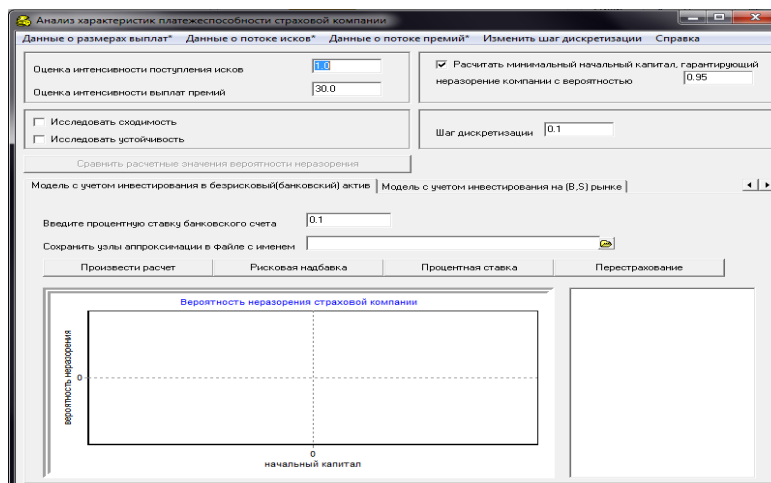 Анализ характеристик платежеспособности страховой компании
Данные о размерах выплат* Данные о потоке исков* Данные о потоке премий* Изменить шаг дискретизации Справка
Оценка интенсивности поступления исков 1.0
Оценка интенсивности выплат премий 30.0
Расчитать минимальный начальный капитал, гарантирующий
неразорение компании с вероятностью 0.95
Исследовать сходимость
Исследовать устойчивость
Шаг дискретизации 0.1
Сравнить расчетные значения вероятности неразорения
Модель с учетом инвестирования в безрисковый(банковский) актив Модель с учетом инвестирования на (B,S) рынке
Введите процентную ставку банковского счета 0.1
Сохранить узлы аппроксимации в файле с именем
Произвести расчет Рисковая надбавка Процентная ставка Перестрахование
Вероятность неразорения страховой компании
вероятность неразорения
0
0
начальный капитал